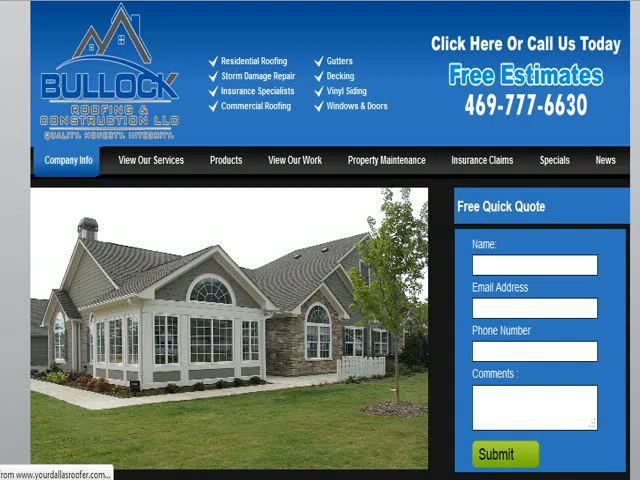 BULLOCK
ROOFING &
CONSTRUCTION LLC
QUALITY. HONESTY. INTEGRITY.
Residential Roofing
Storm Damage Repair
Insurance Specialists
Commercial Roofing
Gutters
Decking
Vinyl Siding
Windows & Doors
Click Here Or Call Us Today
Free Estimates
469-777-6630
Company Info View Our Services Products View Our Work Property Maintenance Insurance Claims Specials News
Free Quick Quote
Name:
Email Address
Phone Number
Comments :
Submit
from www.yourdallasroofer.com...